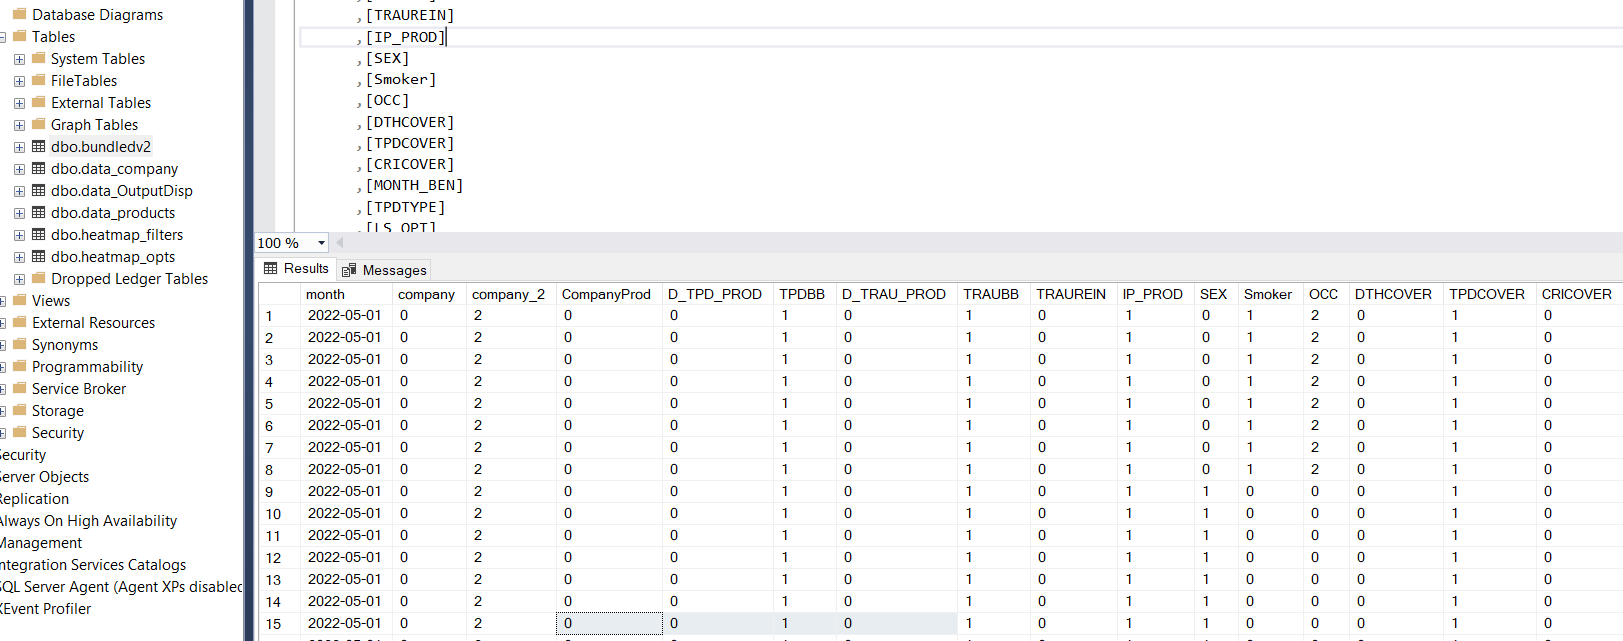 Database Diagrams
Tables
System Tables
FileTables
External Tables
Graph Tables
dbo.bundledv2
dbo.data_company
dbo.data_OutputDisp
dbo.data_products
dbo.heatmap_filters
dbo.heatmap_opts
Dropped Ledger Tables
Views
External Resources
Synonyms
Programmability
Service Broker
Storage
Security
Security
Server Objects
Replication
Always On High Availability
Management
Integration Services Catalogs
SQL Server Agent (Agent XPs disabled
XEvent Profiler
,[TRAUREIN]
,[IP_PROD]
,[SEX]
,[Smoker]
,[OCC]
,[DTHCOVER]
,[TPDCOVER]
,[CRICOVER]
,[MONTH_BEN]
,[TPDTYPE]
,[LS_OPT]
100 %
Results Messages
month company company_2 CompanyProd D_TPD_PROD TPDBB D_TRAU_PROD TRAUBB TRAUREIN IP_PROD SEX Smoker OCC DTHCOVER TPDCOVER CRICOVER
1 2022-05-01 0 2 0 0 1 0 1 0 1 0 1 2 0 1 0
2 2022-05-01 0 2 0 0 1 0 1 0 1 0 1 2 0 1 0
3 2022-05-01 0 2 0 0 1 0 1 0 1 0 1 2 0 1 0
4 2022-05-01 0 2 0 0 1 0 1 0 1 0 1 2 0 1 0
5 2022-05-01 0 2 0 0 1 0 1 0 1 0 1 2 0 1 0
6 2022-05-01 0 2 0 0 1 0 1 0 1 0 1 2 0 1 0
7 2022-05-01 0 2 0 0 1 0 1 0 1 0 1 2 0 1 0
8 2022-05-01 0 2 0 0 1 0 1 0 1 0 1 2 0 1 0
9 2022-05-01 0 2 0 0 1 0 1 0 1 1 0 0 0 1 0
10 2022-05-01 0 2 0 0 1 0 1 0 1 1 0 0 0 1 0
11 2022-05-01 0 2 0 0 1 0 1 0 1 1 0 0 0 1 0
12 2022-05-01 0 2 0 0 1 0 1 0 1 1 0 0 0 1 0
13 2022-05-01 0 2 0 0 1 0 1 0 1 1 0 0 0 1 0
14 2022-05-01 0 2 0 0 1 0 1 0 1 1 0 0 0 1 0
15 2022-05-01 0 2 0 0 1 0 1 0 1 1 0 0 0 1 0